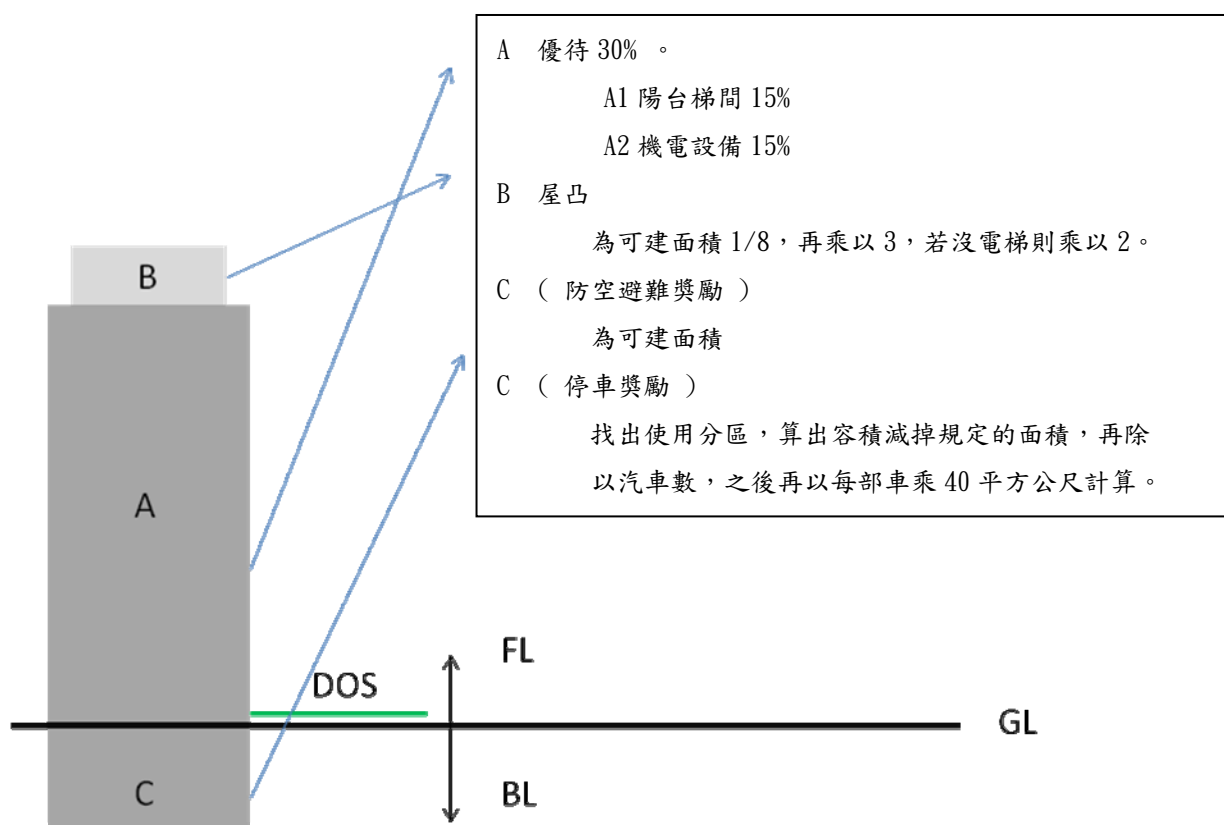 A 優待 30% 。
A1 陽台梯間 15%
A2 機電設備 15%
B 屋凸
為可建面積 1/8，再乘以 3，若沒電梯則乘以 2。
C （ 防空避難獎勵 ）
為可建面積
C （ 停車獎勵 ）
找出使用分區，算出容積減掉規定的面積，再除
以汽車數，之後再以每部車乘 40 平方公尺計算。
B
A
FL
DOS
GL
C
BL